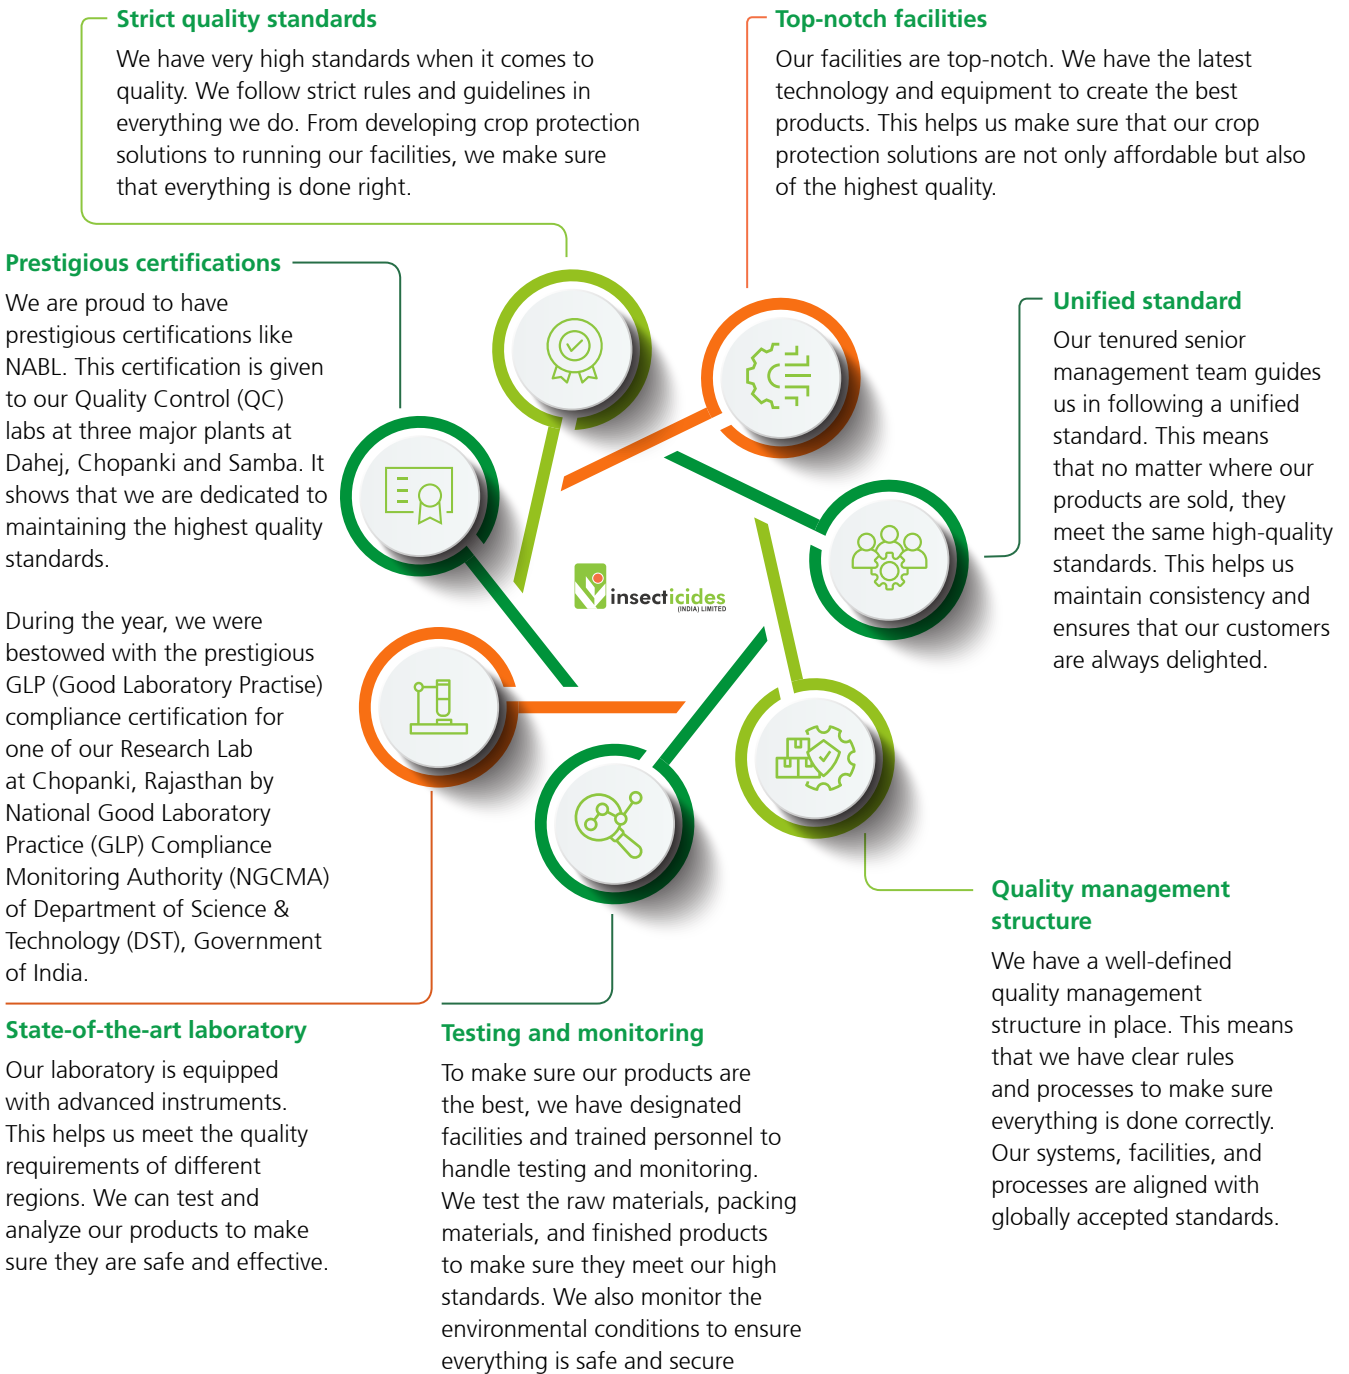 Strict quality standards
We have very high standards when it comes to
quality. We follow strict rules and guidelines in
everything we do. From developing crop protection
solutions to running our facilities, we make sure
that everything is done right.
Top-notch facilities
Our facilities are top-notch. We have the latest
technology and equipment to create the best
products. This helps us make sure that our crop
protection solutions are not only affordable but also
of the highest quality.
Prestigious certifications
We are proud to have
prestigious certifications like
NABL. This certification is given
to our Quality Control (QC)
labs at three major plants at
Dahej, Chopanki and Samba. It
shows that we are dedicated to
maintaining the highest quality
standards.
During the year, we were
bestowed with the prestigious
GLP (Good Laboratory Practise)
compliance certification for
one of our Research Lab
at Chopanki, Rajasthan by
National Good Laboratory
Practice (GLP) Compliance
Monitoring Authority (NGCMA)
of Department of Science &
Technology (DST), Government
of India.
Unified standard
Our tenured senior
management team guides
us in following a unified
standard. This means
that no matter where our
products are sold, they
meet the same high-quality
standards. This helps us
maintain consistency and
ensures that our customers
are always delighted.
insecticides
(INDIA) LIMITED
Quality management
structure
We have a well-defined
quality management
structure in place. This means
that we have clear rules
and processes to make sure
everything is done correctly.
Our systems, facilities, and
processes are aligned with
globally accepted standards.
State-of-the-art laboratory
Our laboratory is equipped
with advanced instruments.
This helps us meet the quality
requirements of different
regions. We can test and
analyze our products to make
sure they are safe and effective.
Testing and monitoring
To make sure our products are
the best, we have designated
facilities and trained personnel to
handle testing and monitoring.
We test the raw materials, packing
materials, and finished products
to make sure they meet our high
standards. We also monitor the
environmental conditions to ensure
everything is safe and secure